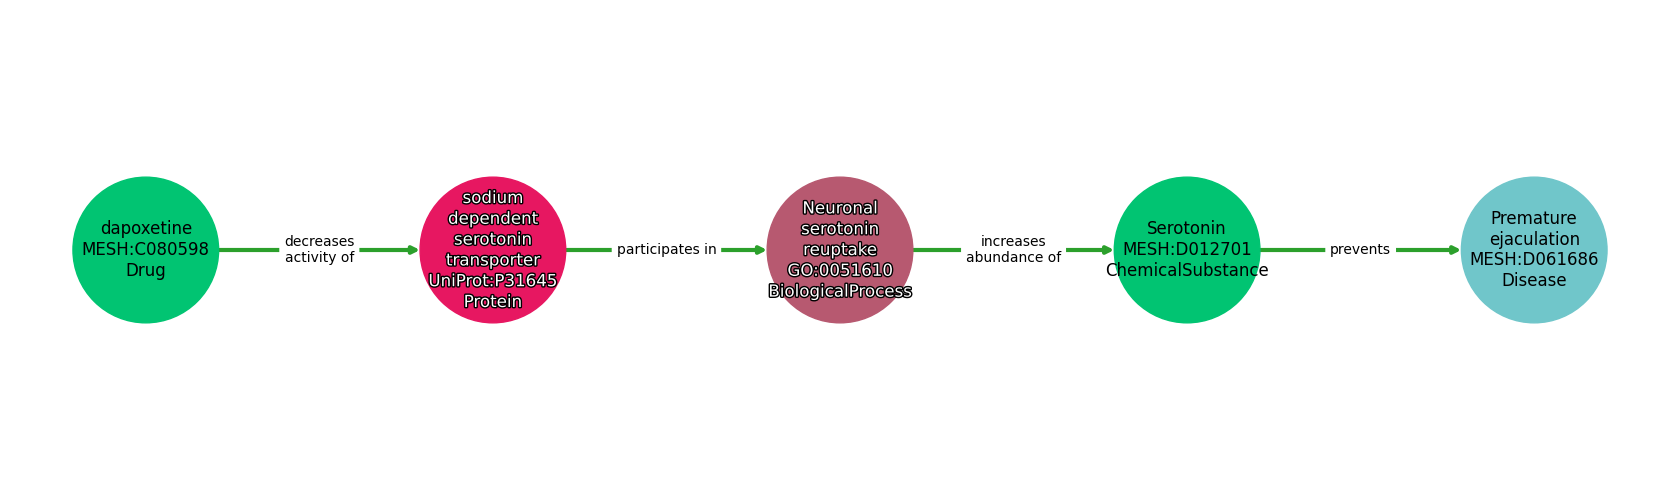 dapoxetine
MESH:C080598
Drug
decreases
activity of
sodium
dependent
serotonin
transporter
UniProt:P31645
Protein
participates in
Neuronal
serotonin
reuptake
GO:0051610
BiologicalProcess
increases
abundance of
Serotonin
MESH:D012701
ChemicalSubstance
prevents
Premature
ejaculation
MESH:D061686
Disease